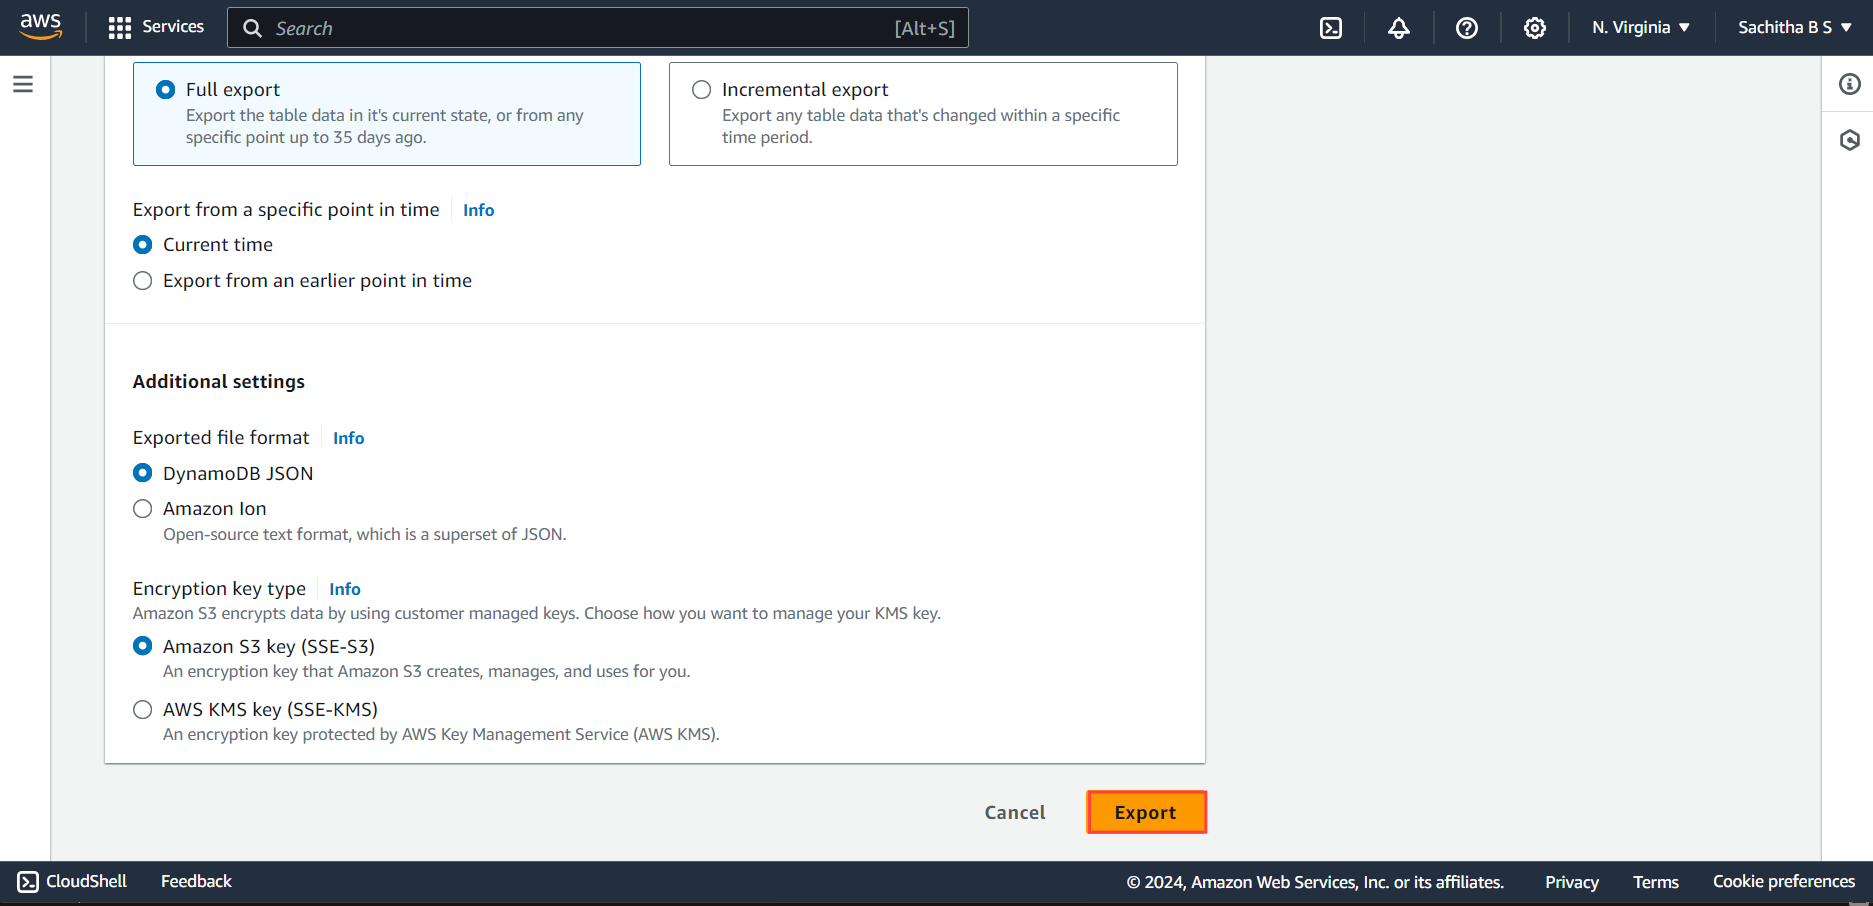 aws
Services
Search
[Alt+S]
N. Virginia
Sachitha B S
Full export
Export the table data in it's current state, or from any
specific point up to 35 days ago.
Incremental export
Export any table data that's changed within a specific
time period.
Export from a specific point in time
Info
Current time
Export from an earlier point in time
Additional settings
Exported file format
Info
DynamoDB JSON
Amazon Ion
Open-source text format, which is a superset of JSON.
Encryption key type
Info
Amazon S3 encrypts data by using customer managed keys. Choose how you want to manage your KMS key.
Amazon S3 key (SSE-S3)
An encryption key that Amazon S3 creates, manages, and uses for you.
AWS KMS key (SSE-KMS)
An encryption key protected by AWS Key Management Service (AWS KMS).
Cancel
Export
CloudShell
Feedback
© 2024, Amazon Web Services, Inc. or its affiliates.
Privacy
Terms
Cookie preferences